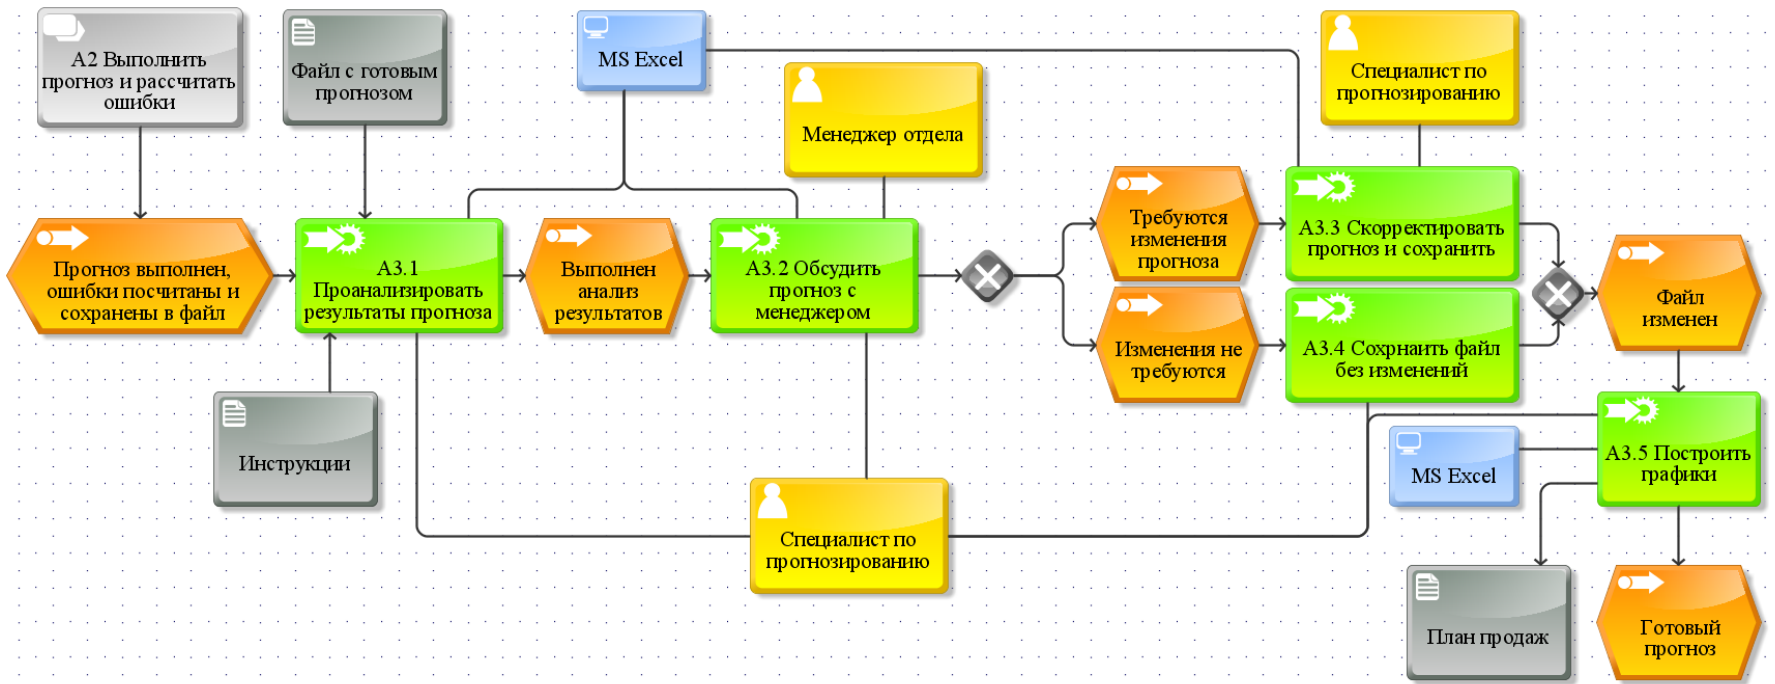 А2 Выполнить
прогноз и рассчитать
ошибки
Файл с готовым
прогнозом
MS Excel
Менеджер отдела
Специалист по
прогнозированию
Прогноз выполнен,
ошибки посчитаны и
сохранены в файл
А3.1
Проанализировать
результаты прогноза
Выполнен
анализ
результатов
А3.2 Обсудить
прогноз с
менеджером
Требуются
изменения
прогноза
А3.3 Скорректировать
прогноз и сохранить
Изменения не
требуются
А3.4 Сохрнаить файл
без изменений
Файл
изменен
Инструкции
Специалист по
прогнозированию
MS Excel
А3.5 Построить
графики
План продаж
Готовый
прогноз